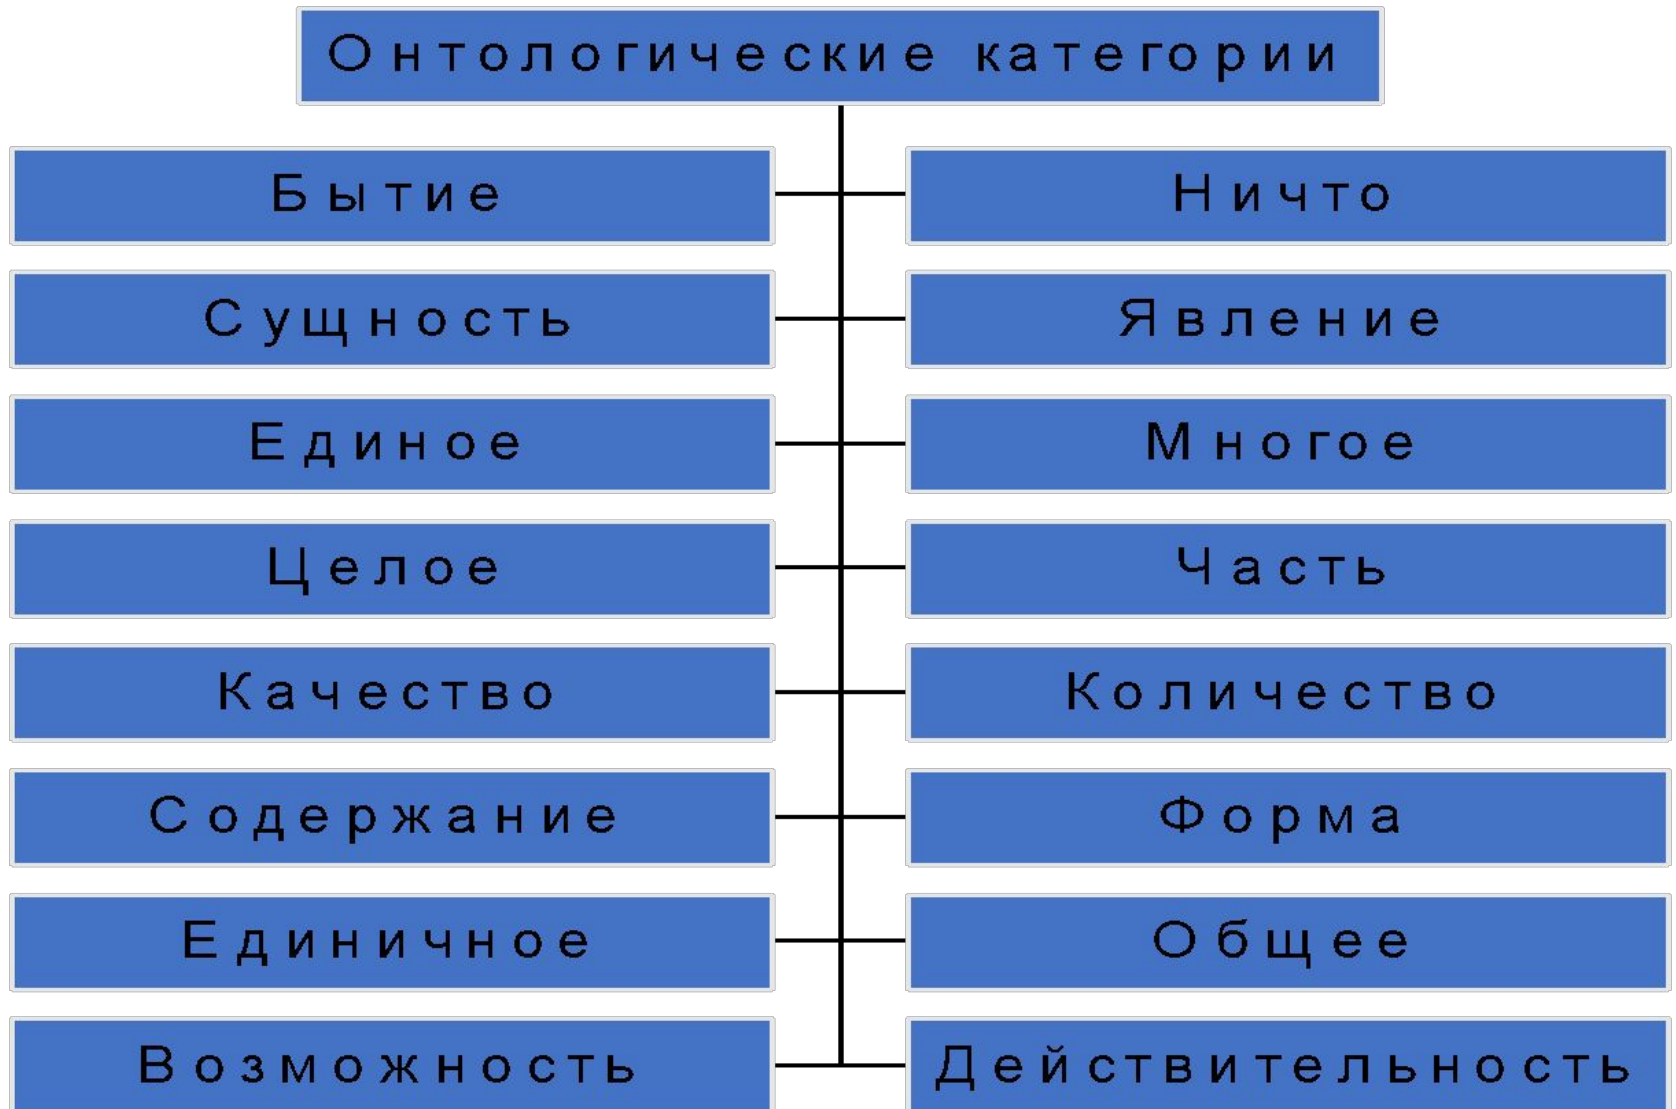 Онтологические категории
Бытие
Ничто
Сущность
Явление
Единое
Многое
Целое
Часть
Качество
Количество
Содержание
Форма
Единичное
Общее
Возможность
Действительность